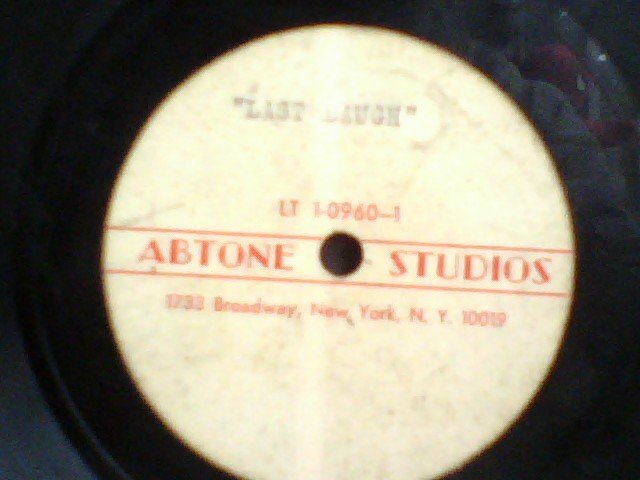 "LAST LAUGH"
LT 1-0960-1
ABTONE STUDIOS
1733 Broadway, New York, N. Y. 10019